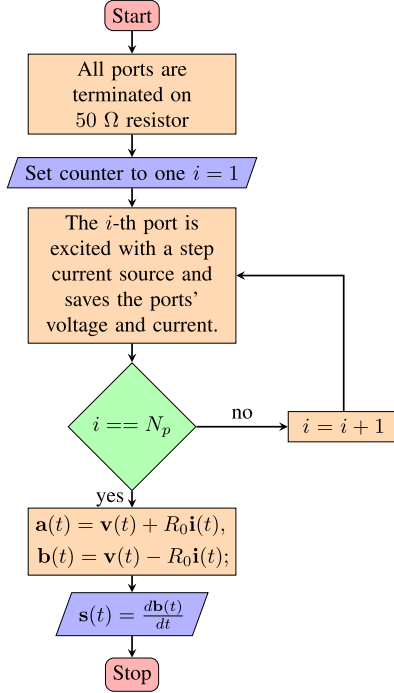 Start
All ports are
terminated on
50 Ω resistor
Set counter to one i = 1
The i-th port is
excited with a step
current source and
saves the ports'
voltage and current.
i == N_p
no
i = i + 1
yes
a(t) = v(t) + R_0 i(t),
b(t) = v(t) − R_0 i(t);
s(t) = db(t)/dt
Stop